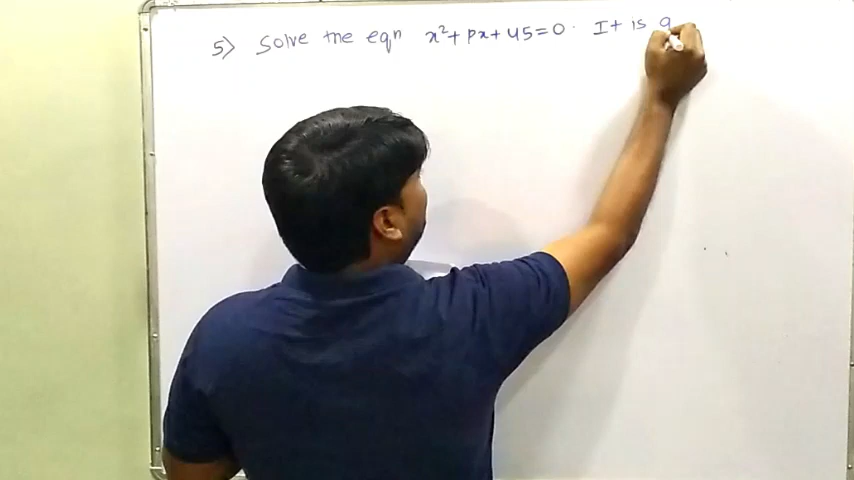 5) Solve the eqn x²+px+45=0. It is g